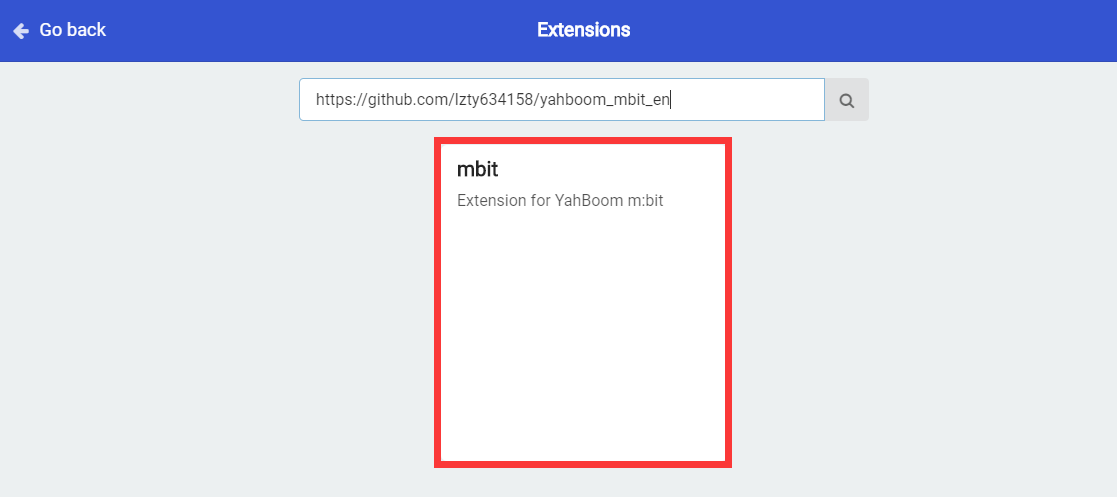 Go back
Extensions
https://github.com/lzty634158/yahboom_mbit_en
mbit
Extension for YahBoom m:bit